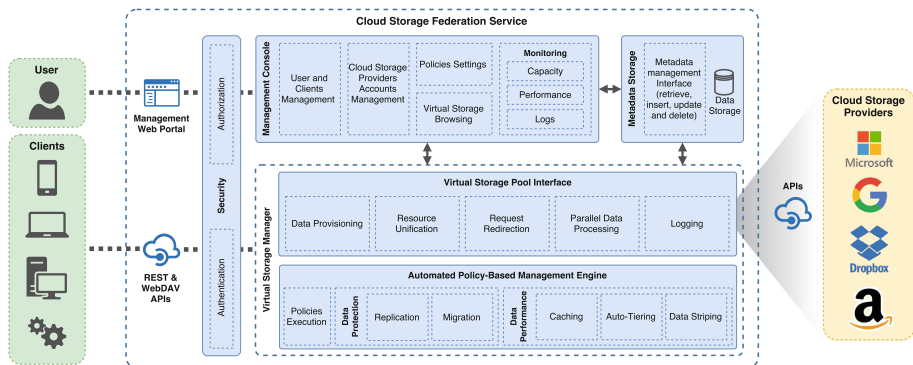 Cloud Storage Federation Service
User
Clients
Management
Web Portal
REST &
WebDAV
APIs
Security
Authorization
Authentication
Management Console
User and
Clients
Management
Cloud Storage
Providers
Accounts
Management
Policies Settings
Virtual Storage
Browsing
Monitoring
Capacity
Performance
Logs
Metadata Storage
Metadata
management
Interface
(retrieve,
insert, update
and delete)
Data
Storage
Virtual Storage Manager
Virtual Storage Pool Interface
Data Provisioning
Resource
Unification
Request
Redirection
Parallel Data
Processing
Logging
Automated Policy-Based Management Engine
Policies
Execution
Data
Protection
Replication
Migration
Data
Performance
Caching
Auto-Tiering
Data Striping
APIs
Cloud Storage
Providers
Microsoft
G
Dropbox
a